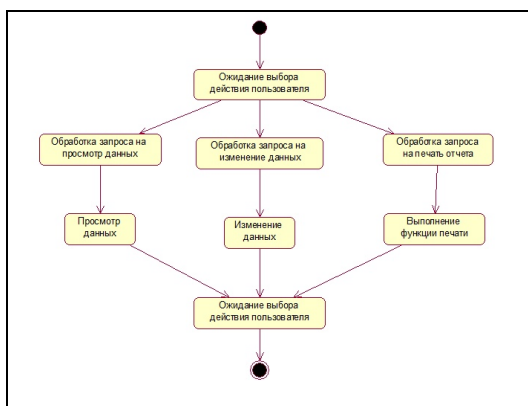 Ожидание выбора
действия пользователя
Обработка запроса на
просмотр данных
Обработка запроса на
изменение данных
Обработка запроса
на печать отчета
Просмотр
данных
Изменение
данных
Выполнение
функции печати
Ожидание выбора
действия пользователя